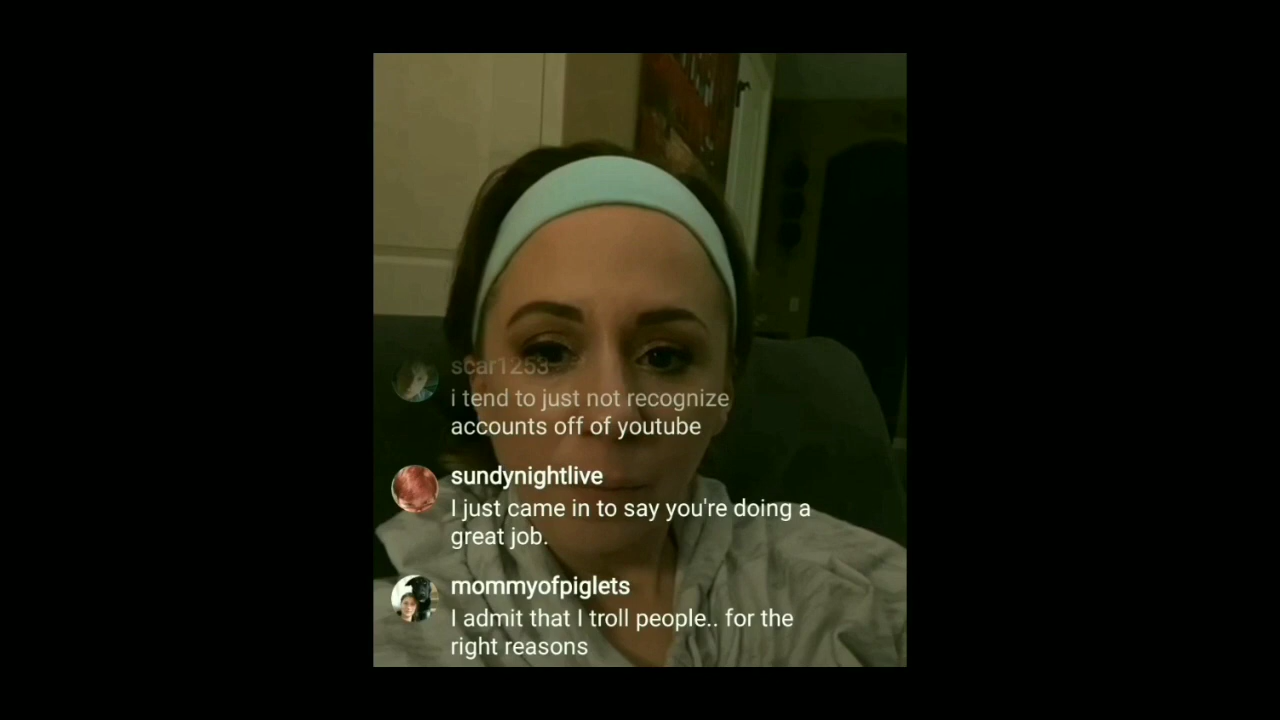 scar1253
i tend to just not recognize
accounts off of youtube
sundynightlive
I just came in to say you're doing a
great job.
mommyofpiglets
I admit that I troll people.. for the
right reasons